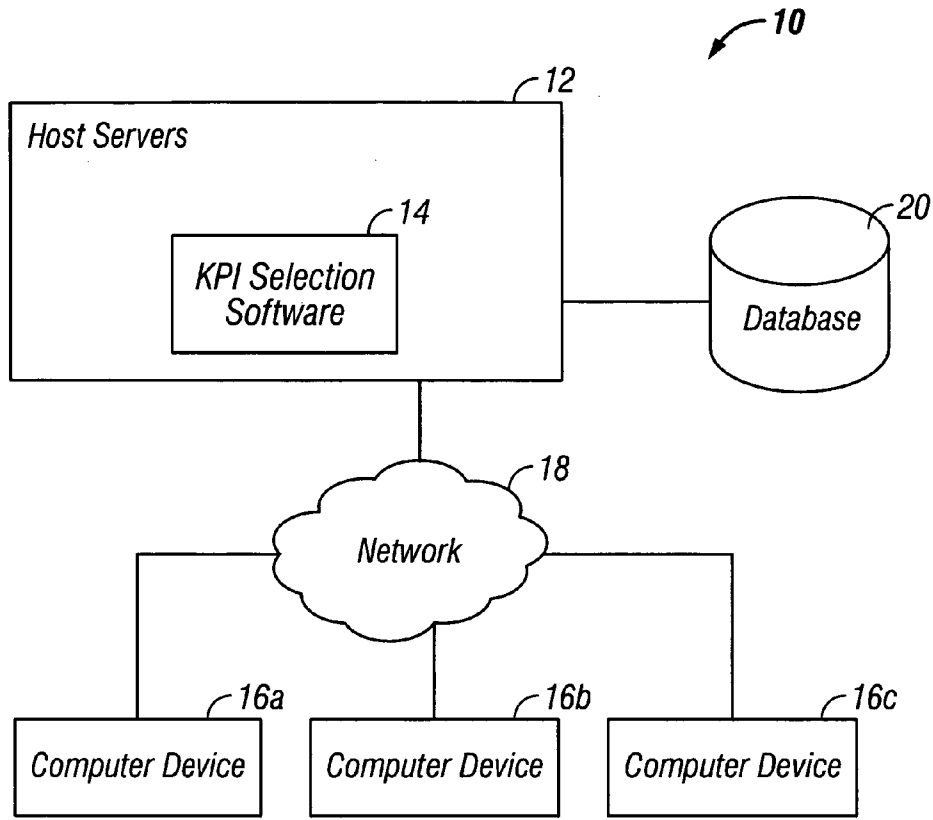 10
12
Host Servers
14
KPI Selection
Software
20
Database
18
Network
16a
16b
16c
Computer Device
Computer Device
Computer Device